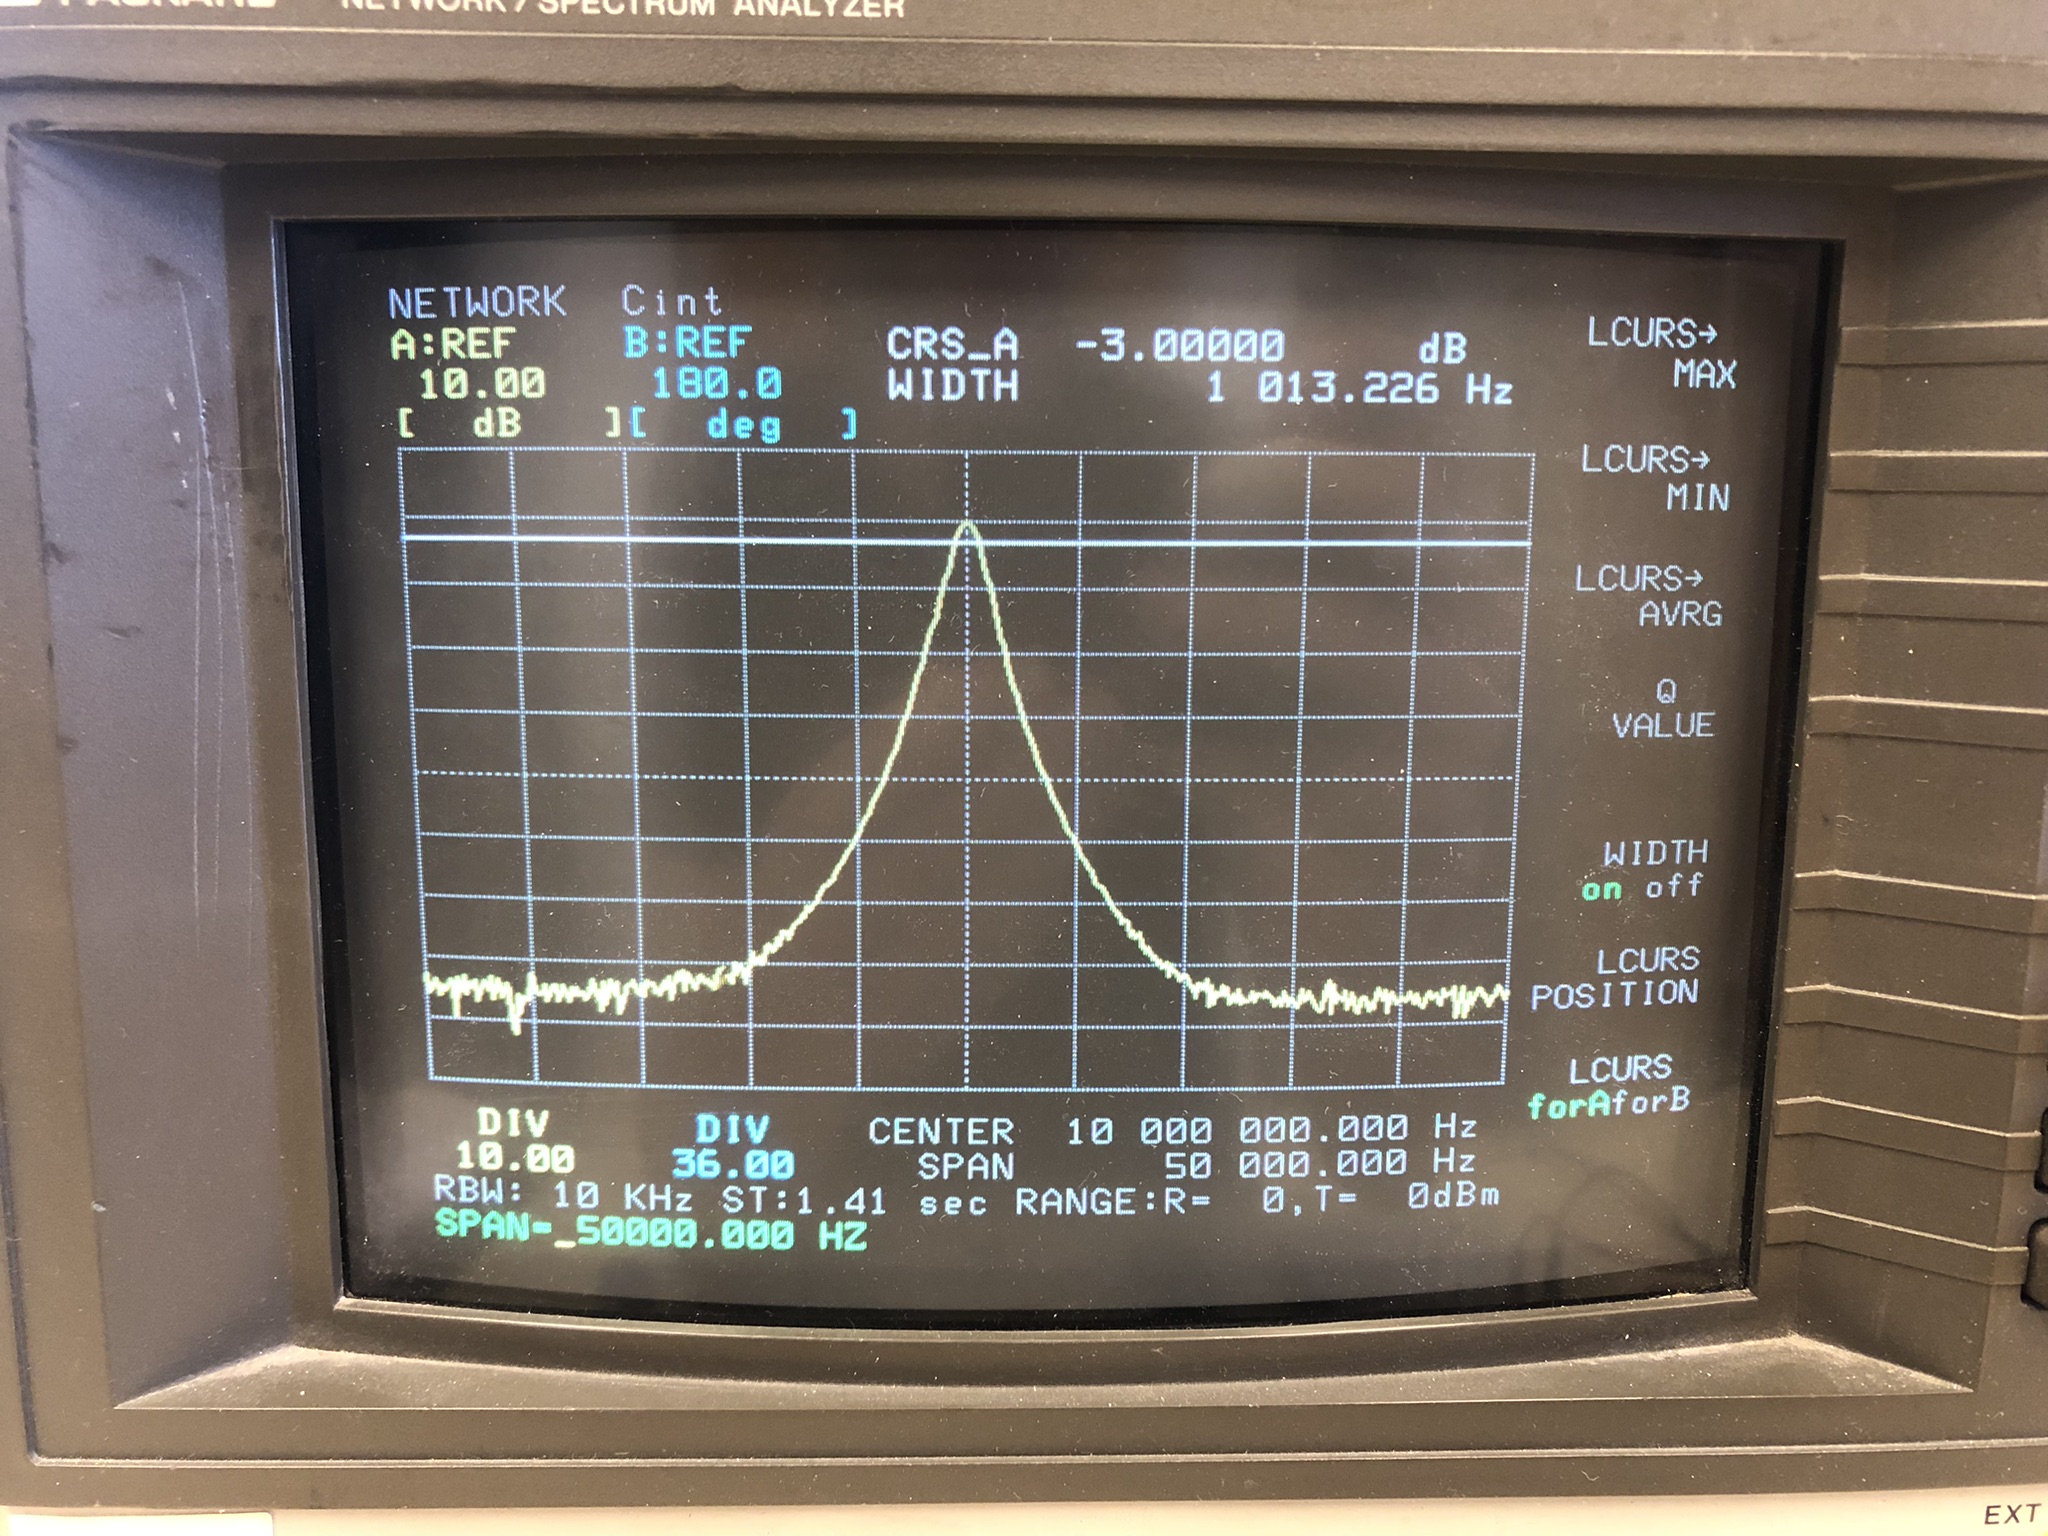 PACKARD NETWORK / SPECTRUM ANALYZER
NETWORK Cint
A:REF B:REF CRS_A -3.00000 dB
10.00 180.0 WIDTH 1 013.226 Hz
[ dB ][ deg ]
LCURS→
MAX
LCURS→
MIN
LCURS→
AVRG
Q
VALUE
WIDTH
on off
LCURS
POSITION
LCURS
forAforB
DIV DIV CENTER 10 000 000.000 Hz
10.00 36.00 SPAN 50 000.000 Hz
RBW: 10 KHz ST:1.41 sec RANGE:R= 0,T= 0dBm
SPAN=_50000.000 HZ
EXT